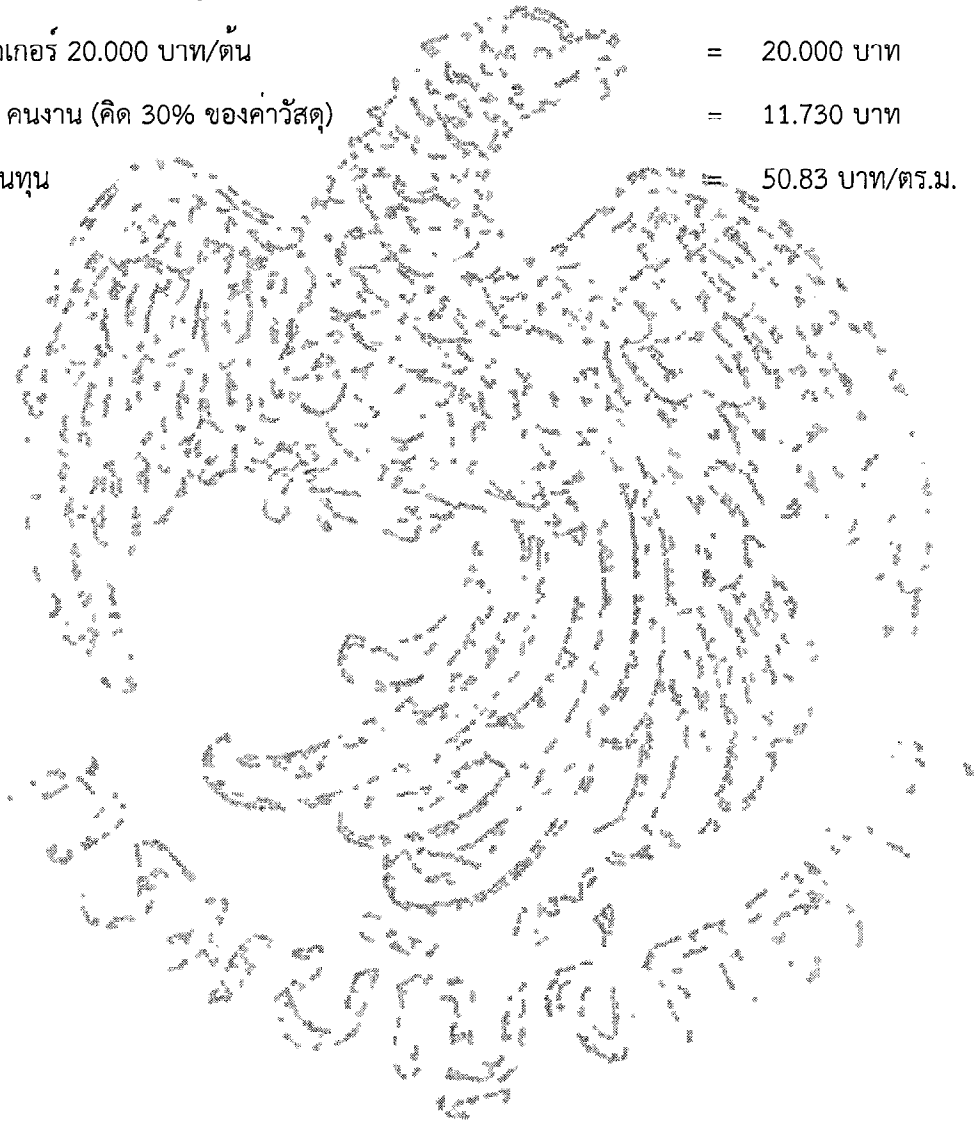 เกอร์ 20.000 บาท/ต้น = 20.000 บาท
คนงาน (คิด 30% ของค่าวัสดุ) = 11.730 บาท
นทุน = 50.83 บาท/ตร.ม.